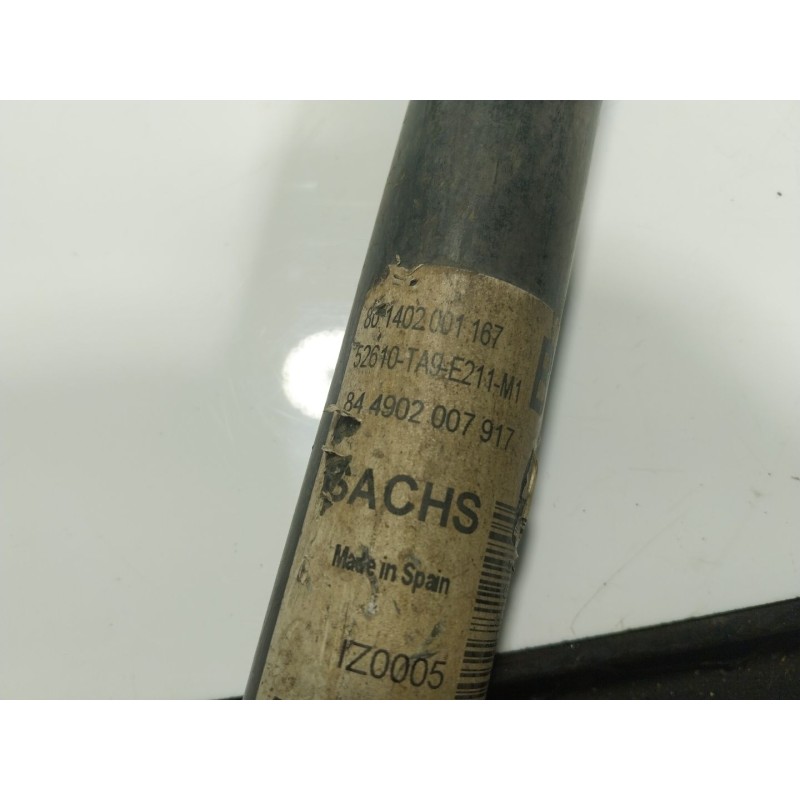 86 1402 001 167
52610-TA9-E211-M1
84 4902 007 917
SACHS
Made in Spain
IZ0005